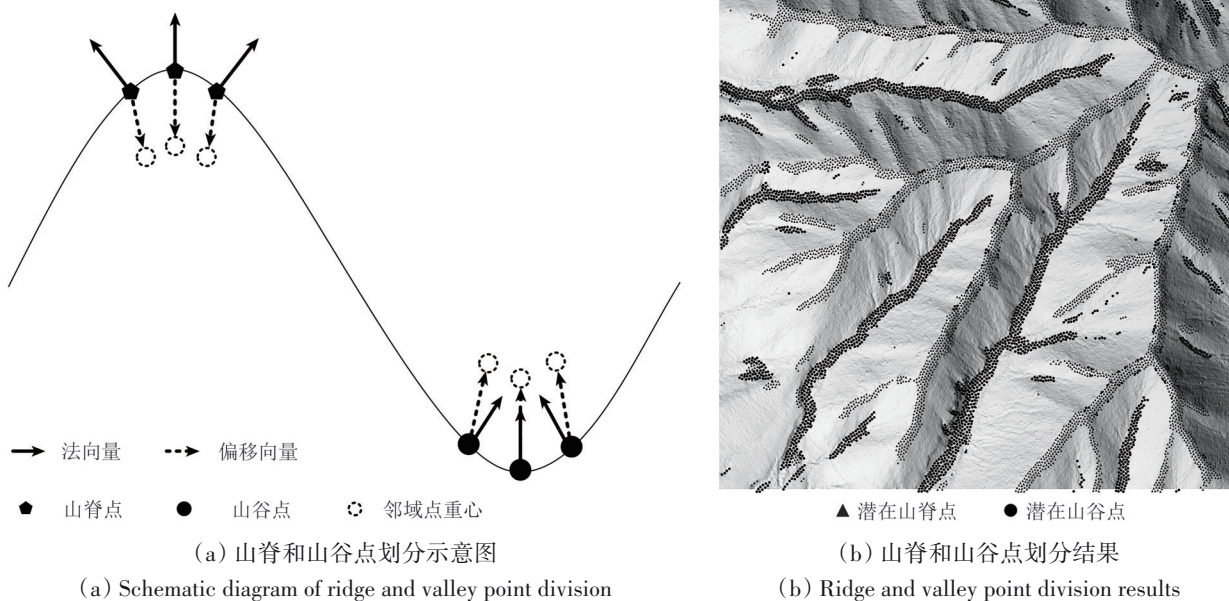 法向量 偏移向量
山脊点 山谷点 邻域点重心
(a) 山脊和山谷点划分示意图
(a) Schematic diagram of ridge and valley point division
潜在山脊点 潜在山谷点
(b) 山脊和山谷点划分结果
(b) Ridge and valley point division results